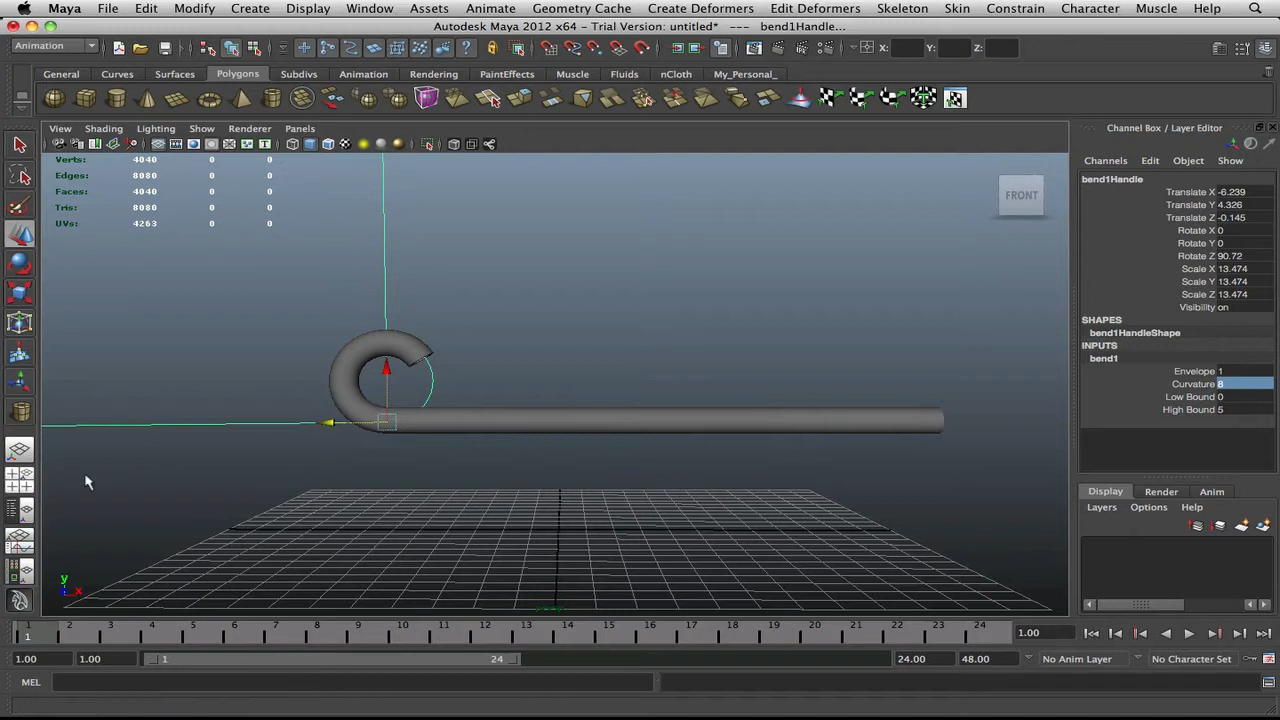 Maya File Edit Modify Create Display Window Assets Animate Geometry Cache Create Deformers Edit Deformers Skeleton Skin Constrain Character Muscle Help
Autodesk Maya 2012 x64 - Trial Version: untitled* --- bend1Handle...
Animation X: Y: Z:
General Curves Surfaces Polygons Subdivs Animation Rendering PaintEffects Muscle Fluids nCloth My_Personal_
View Shading Lighting Show Renderer Panels
Channel Box / Layer Editor
Channels Edit Object Show
Verts: 4040 0 0
Edges: 8080 0 0
Faces: 4040 0 0
Tris: 8080 0 0
UVs: 4263 0 0
FRONT
y
x
bend1Handle
Translate X -6.239
Translate Y 4.326
Translate Z -0.145
Rotate X 0
Rotate Y 0
Rotate Z 90.72
Scale X 13.474
Scale Y 13.474
Scale Z 13.474
Visibility on
SHAPES
bend1HandleShape
INPUTS
bend1
Envelope 1
Curvature 8
Low Bound 0
High Bound 5
Display Render Anim
Layers Options Help
1 2 3 4 5 6 7 8 9 10 11 12 13 14 15 16 17 18 19 20 21 22 23 24
1 1.00
1.00 1.00 1 24 24.00 48.00 No Anim Layer No Character Set
MEL